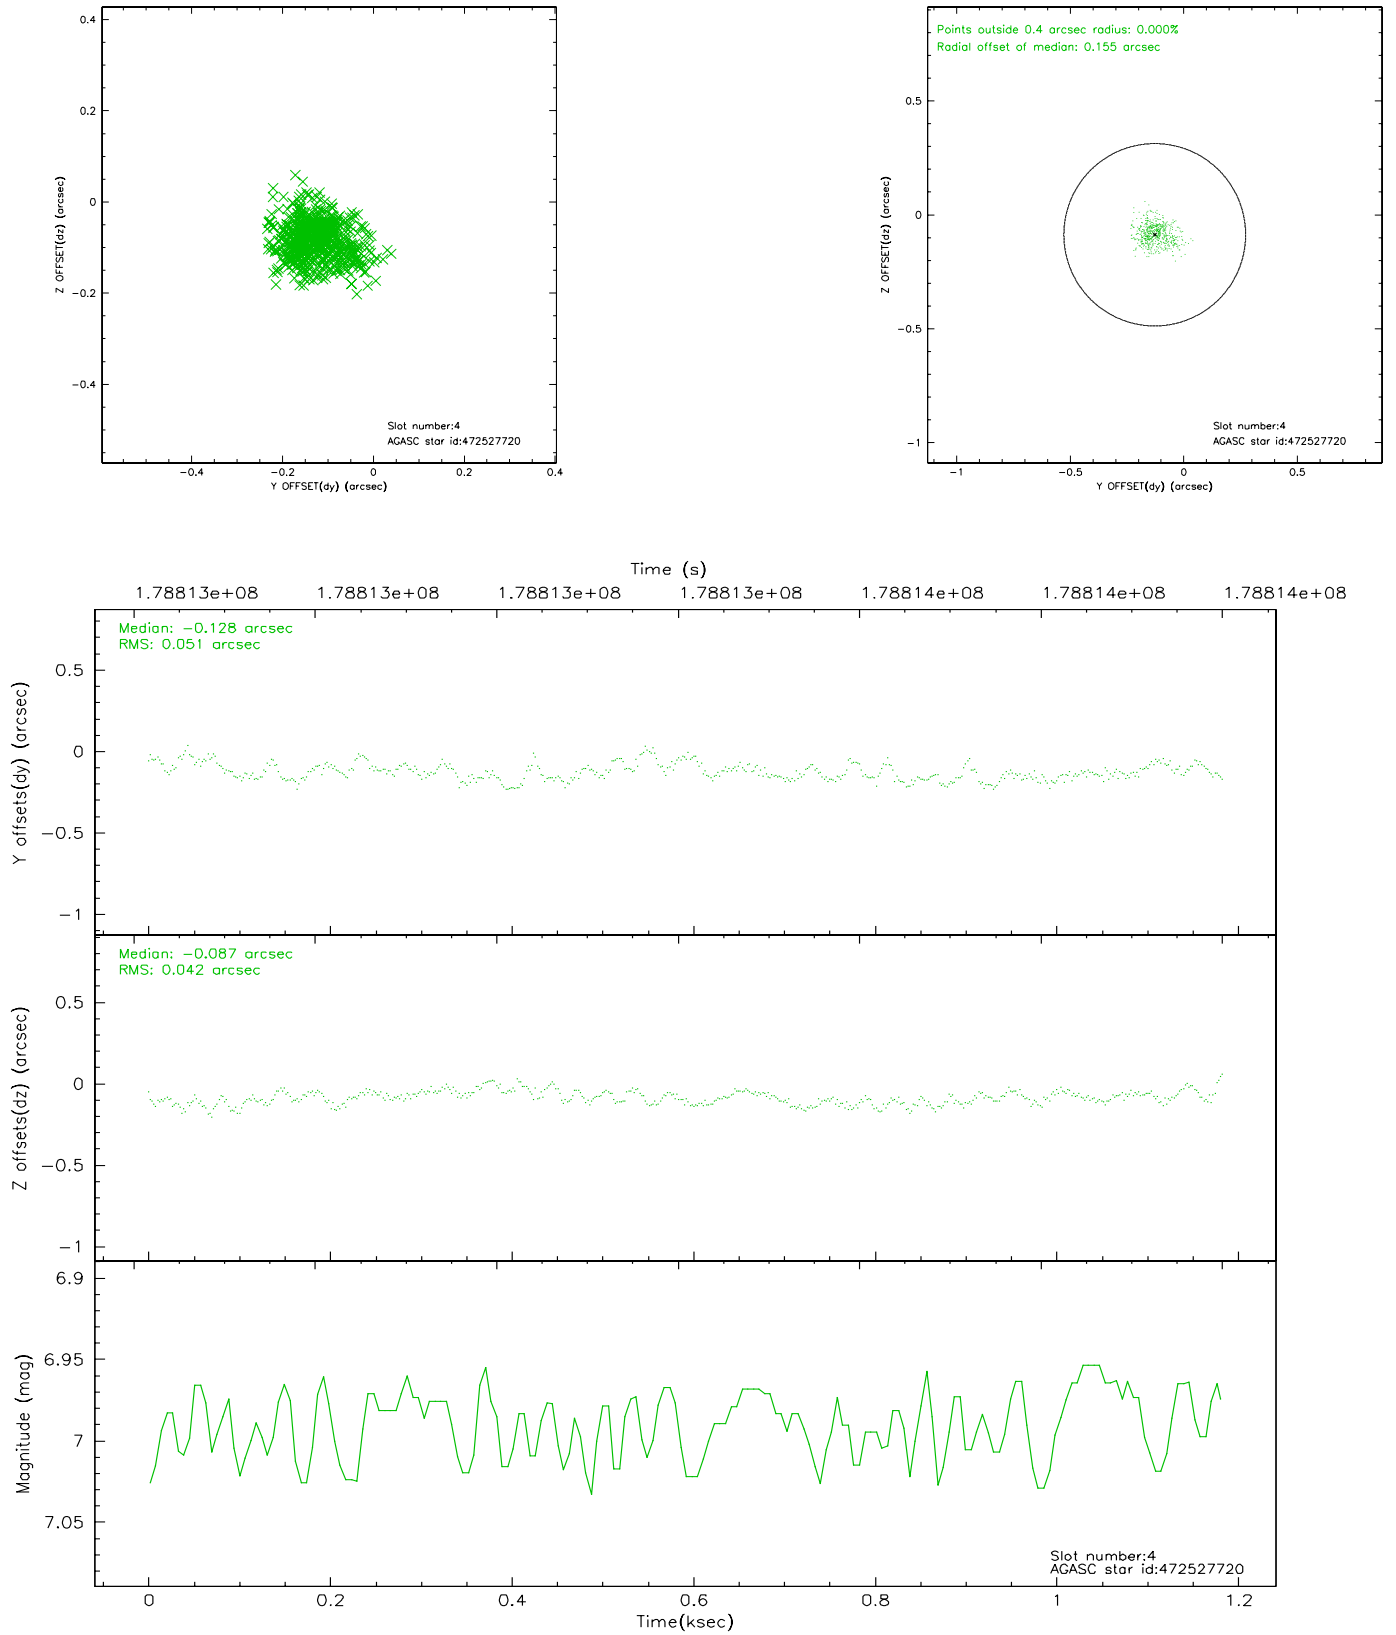 0.4
0.2
0
−0.2
−0.4
Z OFFSET(dz) (arcsec)
Slot number:4
AGASC star id:472527720
−0.4 −0.2 0 0.2 0.4
Y OFFSET(dy) (arcsec)
Points outside 0.4 arcsec radius: 0.000%
Radial offset of median: 0.155 arcsec
0.5
0
−0.5
−1
Z OFFSET(dz) (arcsec)
Slot number:4
AGASC star id:472527720
−1 −0.5 0 0.5
Y OFFSET(dy) (arcsec)
Time (s)
1.78813e+08 1.78813e+08 1.78813e+08 1.78813e+08 1.78814e+08 1.78814e+08 1.78814e+08
Median: −0.128 arcsec
RMS: 0.051 arcsec
0.5
0
−0.5
−1
Y offsets(dy) (arcsec)
Median: −0.087 arcsec
RMS: 0.042 arcsec
0.5
0
−0.5
−1
Z offsets(dz) (arcsec)
6.9
6.95
7
7.05
Magnitude (mag)
Slot number:4
AGASC star id:472527720
0 0.2 0.4 0.6 0.8 1 1.2
Time(ksec)